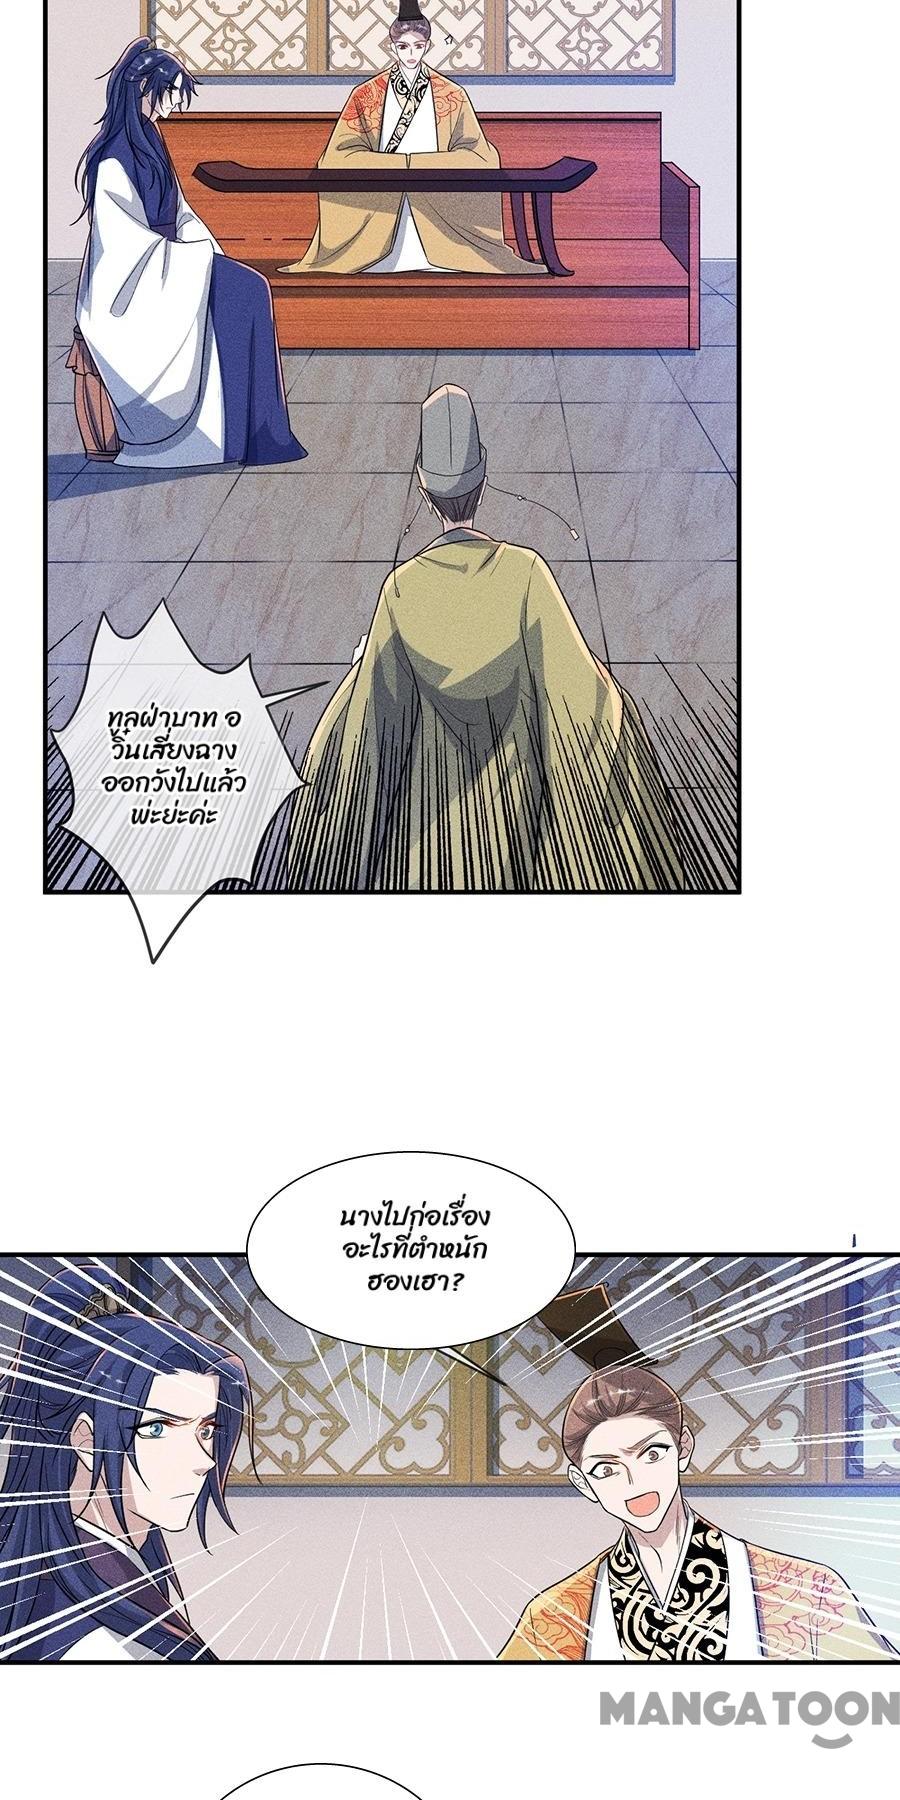 ทูลฝ่าบาท อ
วิ๋นเสี่ยงฉาง
ออกวังไปแล้ว
พ่ะย่ะค่ะ
นางไปก่อเรื่อง
อะไรที่ตำหนัก
ฮองเฮา?
MANGATOON